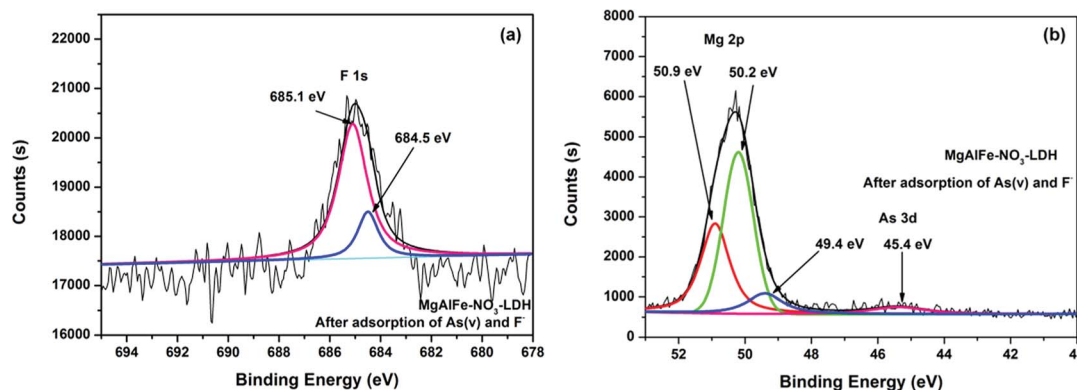 (a)
22000
21000
20000
19000
18000
17000
16000
Counts (s)
F 1s
685.1 eV
684.5 eV
MgAlFe-NO₃-LDH
After adsorption of As(v) and F⁻
694 692 690 688 686 684 682 680 678
Binding Energy (eV)
(b)
8000
7000
6000
5000
4000
3000
2000
1000
0
Counts (s)
Mg 2p
50.9 eV
50.2 eV
MgAlFe-NO₃-LDH
After adsorption of As(v) and F⁻
As 3d
49.4 eV
45.4 eV
52 50 48 46 44 42 4
Binding Energy (eV)